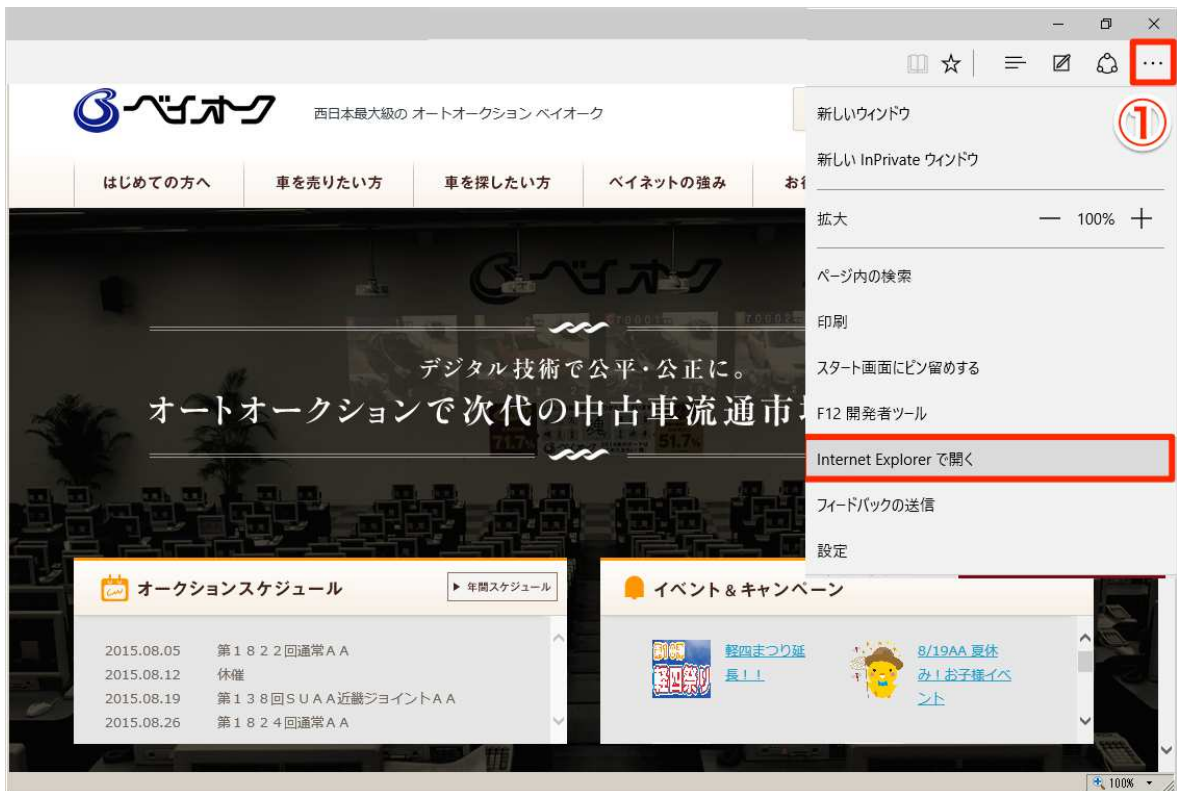 ベイオーク
西日本最大級の オートオークション ベイオーク
はじめての方へ
車を売りたい方
車を探したい方
ベイネットの強み
お
①
新しいウィンドウ
新しい InPrivate ウィンドウ
拡大
100%
ページ内の検索
印刷
スタート画面にピン留めする
F12 開発者ツール
Internet Explorer で開く
フィードバックの送信
設定
ベイオーク
デジタル技術で公平・公正に。
オートオークションで次代の中古車流通市
71.7%
51.7%
オークションスケジュール
年間スケジュール
2015.08.05 第１８２２回通常ＡＡ
2015.08.12 休催
2015.08.19 第１３８回ＳＵＡＡ近畿ジョイントＡＡ
2015.08.26 第１８２４回通常ＡＡ
イベント＆キャンペーン
軽四祭り
軽四まつり延
長！！
8/19AA 夏休
み！お子様イベ
ント
100%